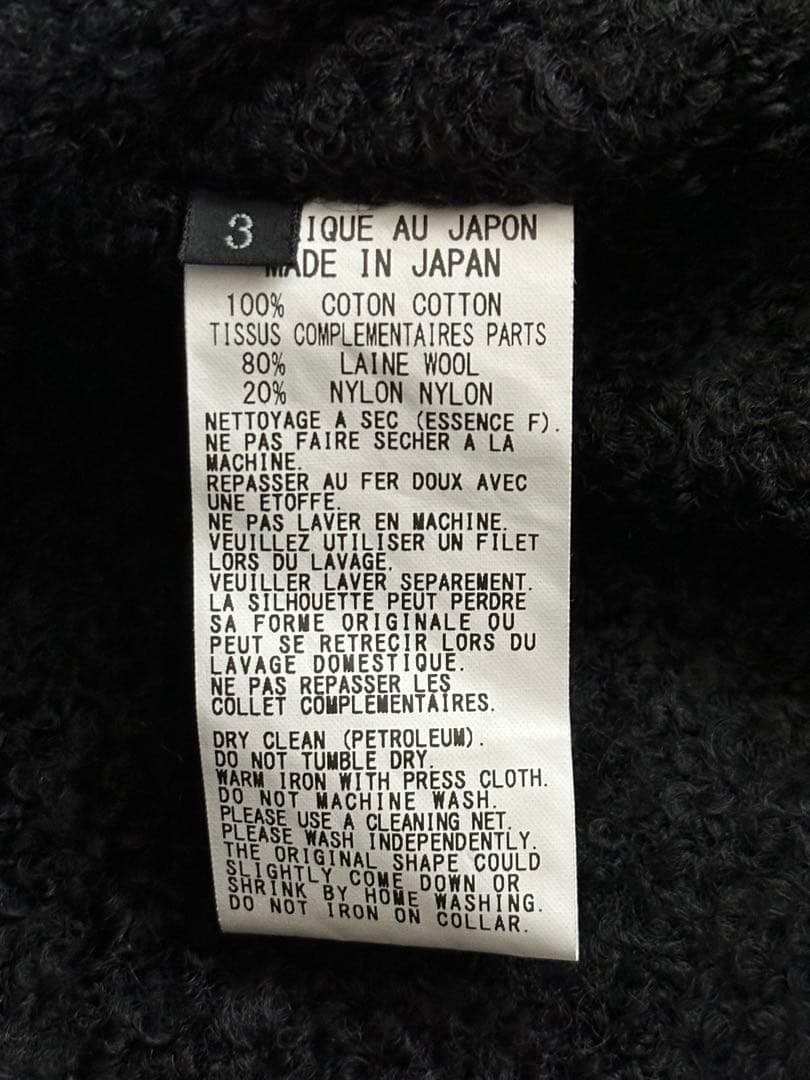 3
IQUE AU JAPON
MADE IN JAPAN
100% COTON COTTON
TISSUS COMPLEMENTAIRES PARTS
80% LAINE WOOL
20% NYLON NYLON
NETTOYAGE A SEC (ESSENCE F).
NE PAS FAIRE SECHER A LA
MACHINE.
REPASSER AU FER DOUX AVEC
UNE ETOFFE.
NE PAS LAVER EN MACHINE.
VEUILLEZ UTILISER UN FILET
LORS DU LAVAGE.
VEUILLER LAVER SEPAREMENT.
LA SILHOUETTE PEUT PERDRE
SA FORME ORIGINALE OU
PEUT SE RETRECIR LORS DU
LAVAGE DOMESTIQUE.
NE PAS REPASSER LES
COLLET COMPLEMENTAIRES.
DRY CLEAN (PETROLEUM).
DO NOT TUMBLE DRY.
WARM IRON WITH PRESS CLOTH.
DO NOT MACHINE WASH.
PLEASE USE A CLEANING NET.
PLEASE WASH INDEPENDENTLY.
THE ORIGINAL SHAPE COULD
SLIGHTLY COME DOWN OR
SHRINK BY HOME WASHING.
DO NOT IRON ON COLLAR.